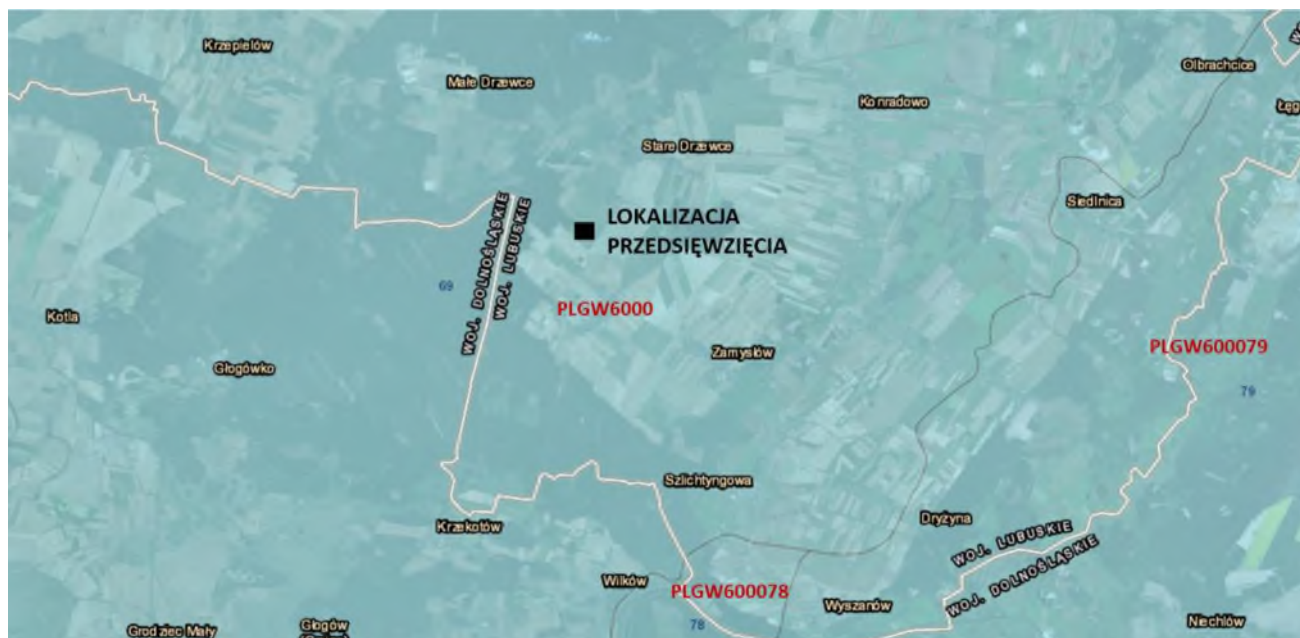 Krzepielów
Małe Drzewce
Olbrachcice
Konradowo
Stare Drzewce
Siedlnica
WOJ. DOLNOŚLĄSKIE
WOJ. LUBUSKIE
LOKALIZACJA
PRZEDSIĘWZIĘCIA
69
PLGW6000
Kotla
Głogówko
Zamysłów
PLGW600079
79
Szlichtyngowa
Krzekotów
Dryżyna
WOJ. LUBUSKIE
WOJ. DOLNOŚLĄSKIE
Wilków
PLGW600078
Wyszanów
78
Niechlów
Grodziec Mały
Głogów